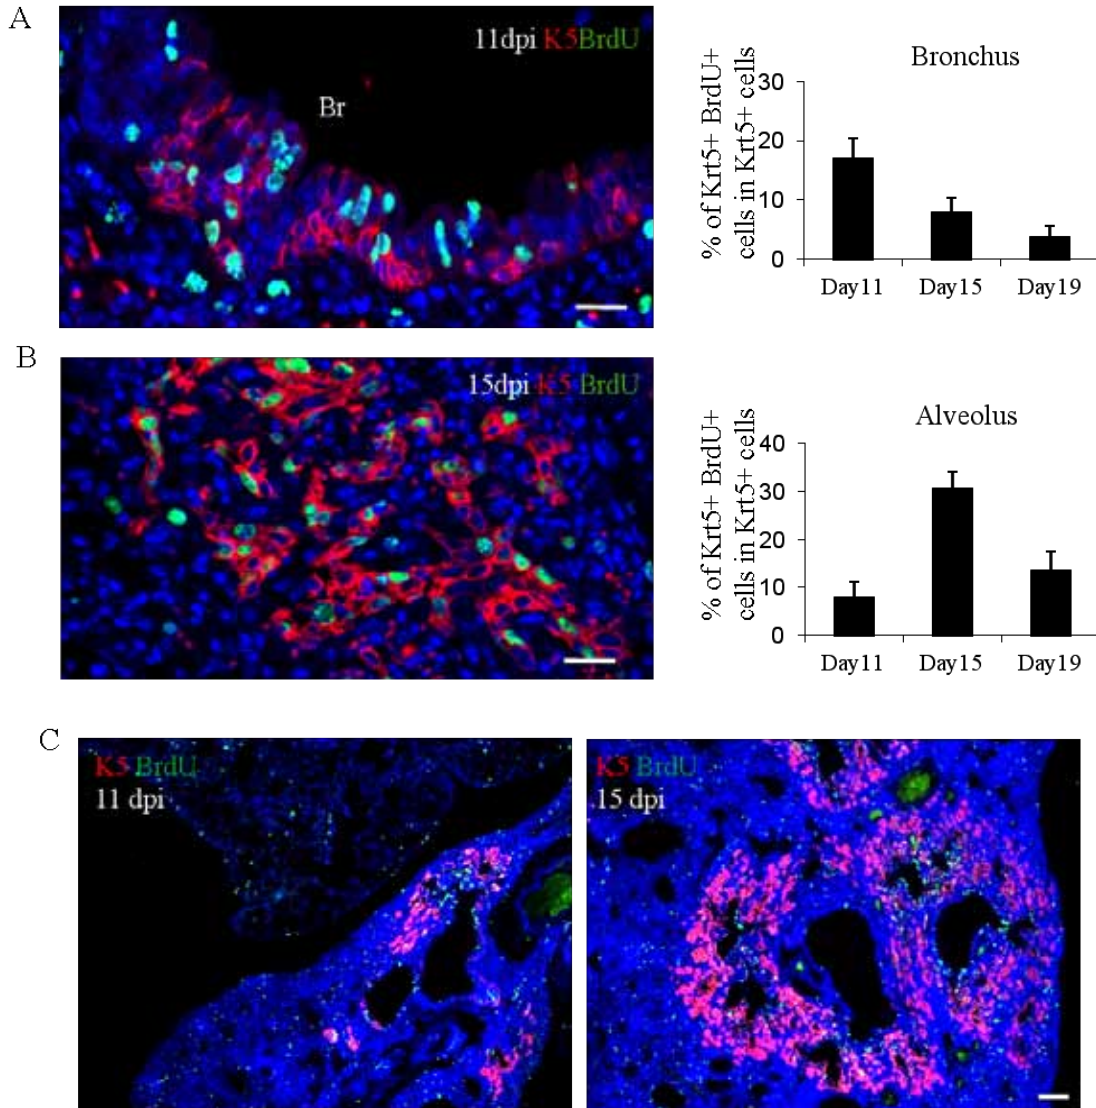 A
11dpi K5BrdU
Br
Bronchus
% of Krt5+ BrdU+
cells in Krt5+ cells
30
20
10
0
Day11 Day15 Day19
B
15dpi K5 BrdU
Alveolus
% of Krt5+ BrdU+
cells in Krt5+ cells
40
30
20
10
0
Day11 Day15 Day19
C
K5 BrdU
11 dpi
K5 BrdU
15 dpi